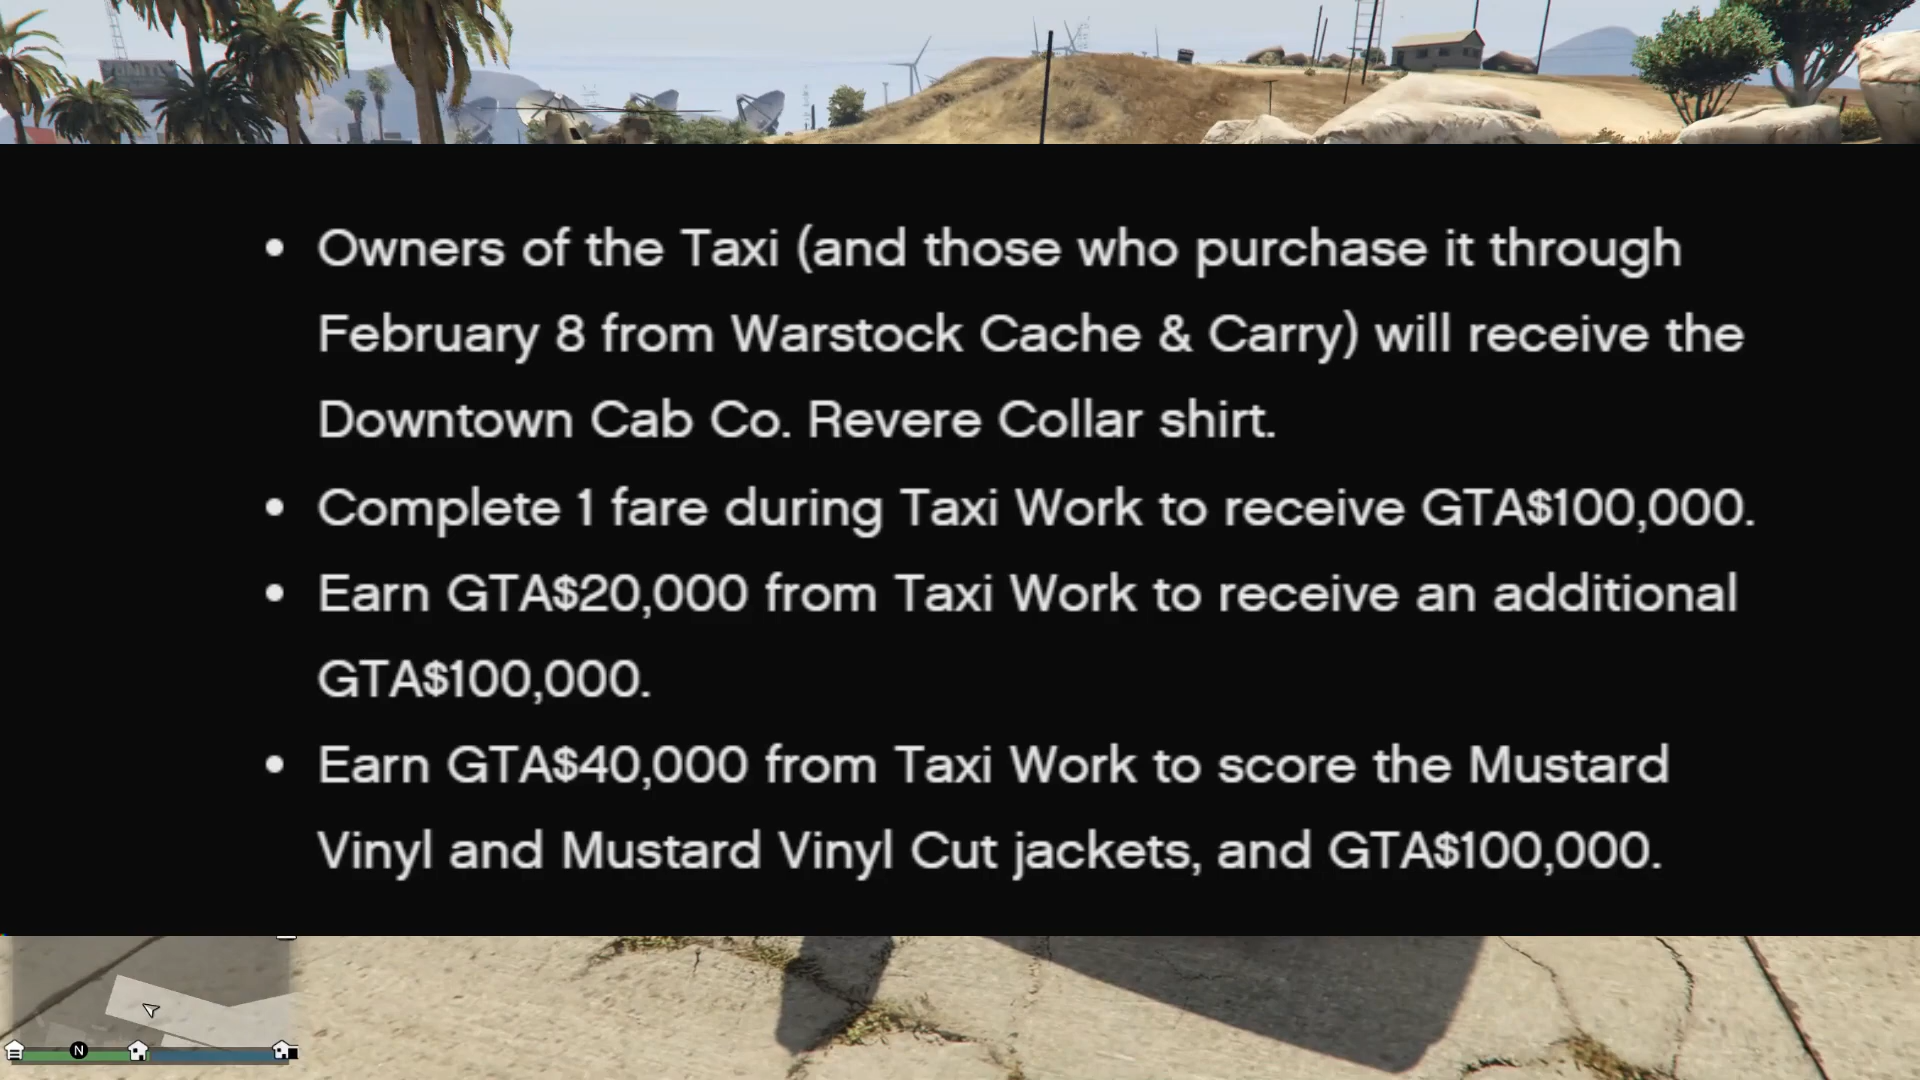 • Owners of the Taxi (and those who purchase it through
February 8 from Warstock Cache & Carry) will receive the
Downtown Cab Co. Revere Collar shirt.
• Complete 1 fare during Taxi Work to receive GTA$100,000.
• Earn GTA$20,000 from Taxi Work to receive an additional
GTA$100,000.
• Earn GTA$40,000 from Taxi Work to score the Mustard
Vinyl and Mustard Vinyl Cut jackets, and GTA$100,000.
N